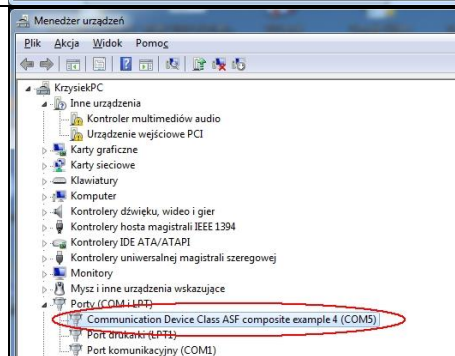 Menedżer urządzeń
Plik Akcja Widok Pomoc
KrzysiekPC
Inne urządzenia
Kontroler multimediów audio
Urządzenie wejściowe PCI
Karty graficzne
Karty sieciowe
Klawiatury
Komputer
Kontrolery dźwięku, wideo i gier
Kontrolery hosta magistrali IEEE 1394
Kontrolery IDE ATA/ATAPI
Kontrolery uniwersalnej magistrali szeregowej
Monitory
Mysz i inne urządzenia wskazujące
Porty (COM i LPT)
Communication Device Class ASF composite example 4 (COM5)
Port drukarki (LPT1)
Port komunikacyjny (COM1)